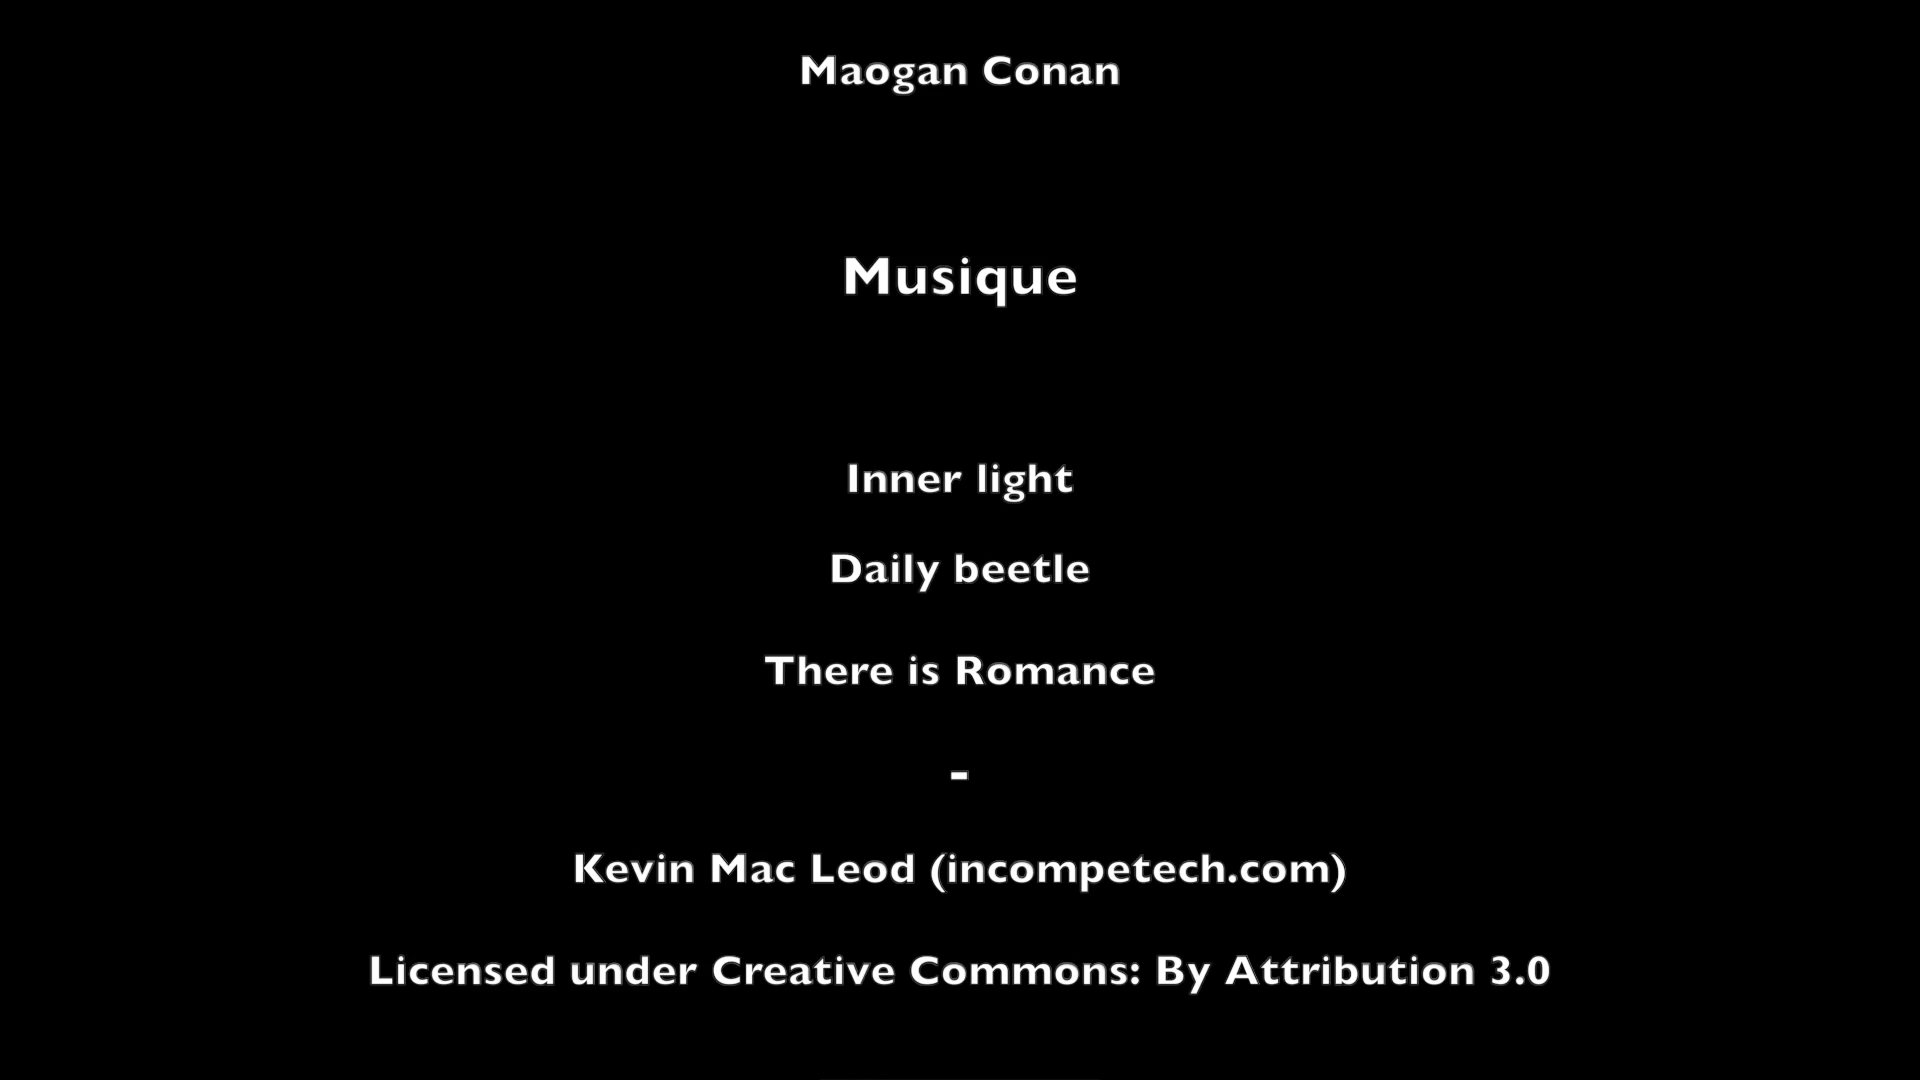 Maogan Conan
Musique
Inner light
Daily beetle
There is Romance
-
Kevin Mac Leod (incompetech.com)
Licensed under Creative Commons: By Attribution 3.0